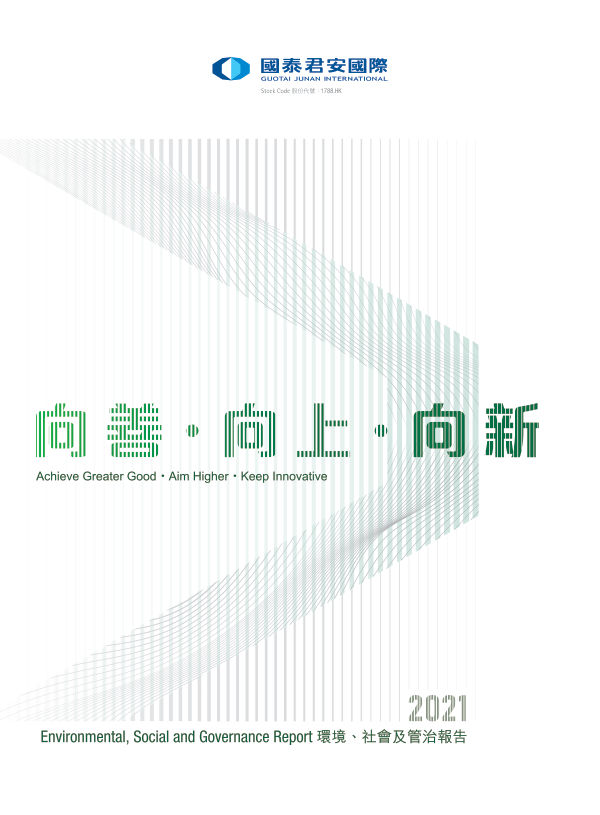 國泰君安國際
GUOTAI JUNAN INTERNATIONAL
Stock Code 股份代號：1788.HK
向善·向上·向新
Achieve Greater Good・Aim Higher・Keep Innovative
2021
Environmental, Social and Governance Report 環境、社會及管治報告